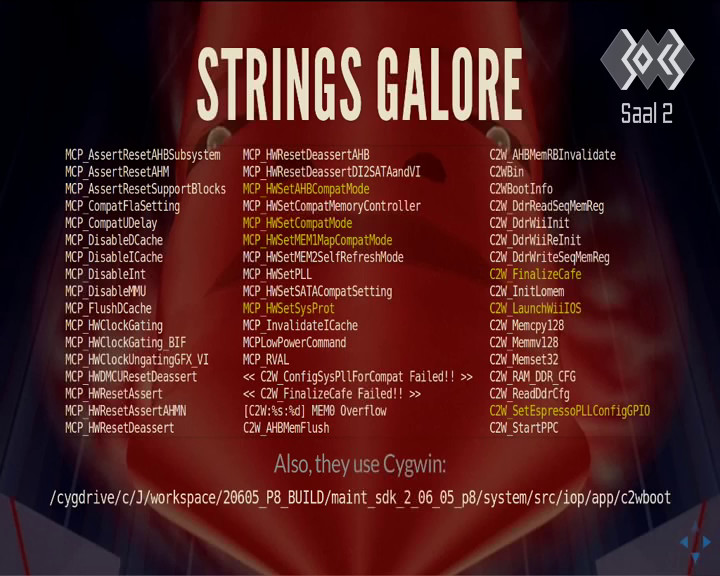 STRINGS GALORE
Saal 2
MCP_AssertResetAHBSubsystem
MCP_AssertResetAHM
MCP_AssertResetSupportBlocks
MCP_CompatFlaSetting
MCP_CompatUDelay
MCP_DisableDCache
MCP_DisableICache
MCP_DisableInt
MCP_DisableMMU
MCP_FlushDCache
MCP_HWClockGating
MCP_HWClockGating_BIF
MCP_HWClockUngatingGFX_VI
MCP_HWDMCUResetDeassert
MCP_HWResetAssert
MCP_HWResetAssertAHMN
MCP_HWResetDeassert
MCP_HWResetDeassertAHB
MCP_HWResetDeassertDI2SATAandVI
MCP_HWSetAHBCompatMode
MCP_HWSetCompatMemoryController
MCP_HWSetCompatMode
MCP_HWSetMEM1MapCompatMode
MCP_HWSetMEM2SelfRefreshMode
MCP_HWSetPLL
MCP_HWSetSATACompatSetting
MCP_HWSetSysProt
MCP_InvalidateICache
MCPLowPowerCommand
MCP_RVAL
<< C2W_ConfigSysPllForCompat Failed!! >>
<< C2W_FinalizeCafe Failed!! >>
[C2W:%s:%d] MEM0 Overflow
C2W_AHBMemFlush
C2W_AHBMemRBInvalidate
C2WBin
C2WBootInfo
C2W_DdrReadSeqMemReg
C2W_DdrWiiInit
C2W_DdrWiiReInit
C2W_DdrWriteSeqMemReg
C2W_FinalizeCafe
C2W_InitLomem
C2W_LaunchWiiIOS
C2W_Memcpy128
C2W_Memmv128
C2W_Memset32
C2W_RAM_DDR_CFG
C2W_ReadDdrCfg
C2W_SetEspressoPLLConfigGPIO
C2W_StartPPC
Also, they use Cygwin:
/cygdrive/c/J/workspace/20605_P8_BUILD/maint_sdk_2_06_05_p8/system/src/iop/app/c2wboot